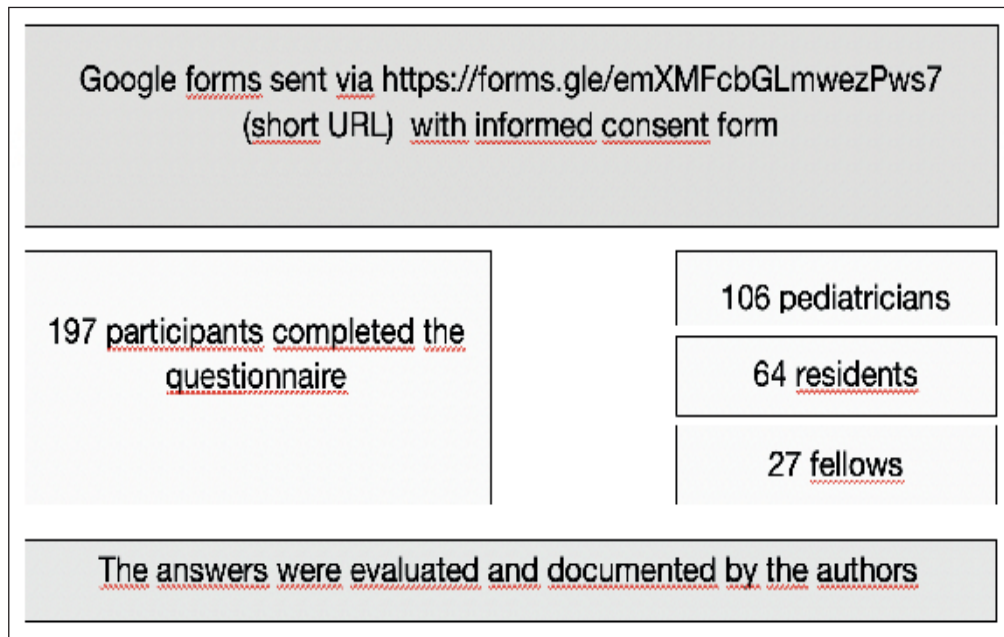 Google forms sent via https://forms.gle/emXMFcbGLmwezPws7
(short URL) with informed consent form
197 participants completed the
questionnaire
106 pediatricians
64 residents
27 fellows
The answers were evaluated and documented by the authors